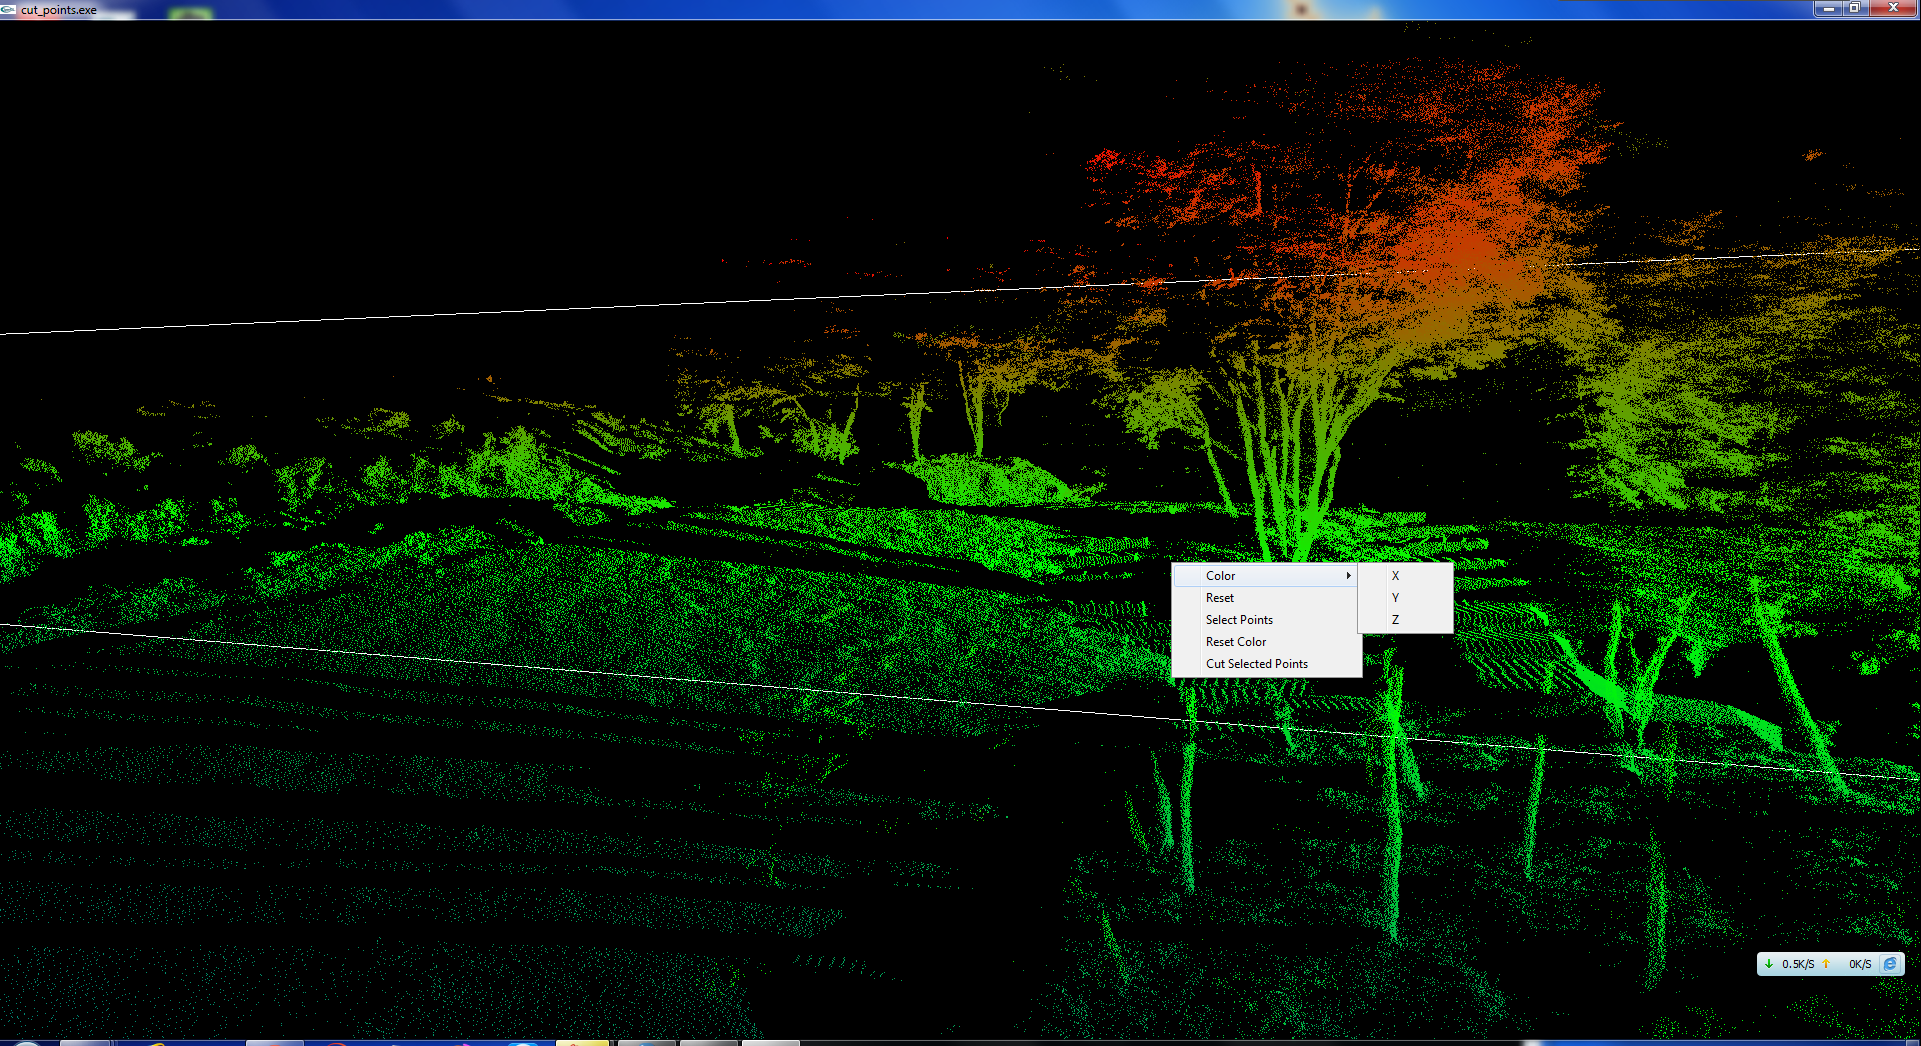 cut_points.exe
Color
X
Reset
Y
Select Points
Z
Reset Color
Cut Selected Points
0.5K/S 0K/S